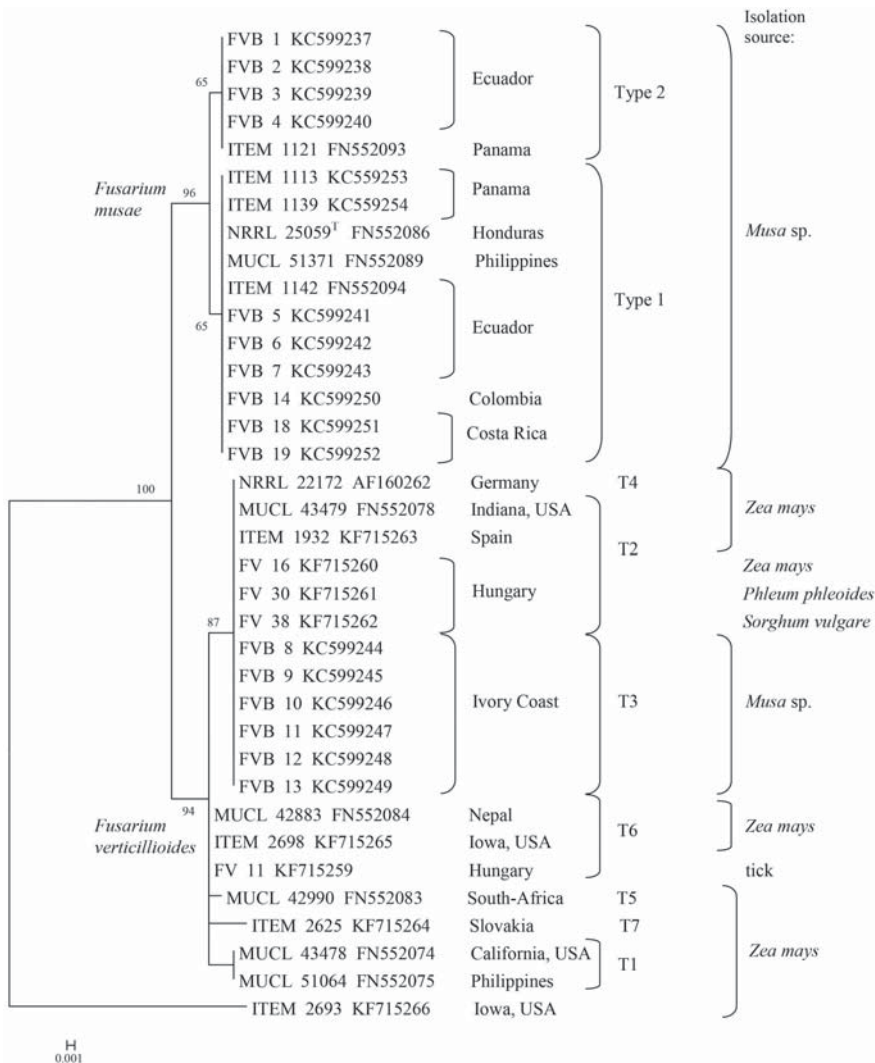 Isolation
source:
FVB 1 KC599237
FVB 2 KC599238
65
Ecuador
Type 2
FVB 3 KC599239
FVB 4 KC599240
ITEM 1121 FN552093 Panama
Fusarium
musae
96
ITEM 1113 KC559253
Panama
ITEM 1139 KC559254
NRRL 25059T FN552086 Honduras
Musa sp.
MUCL 51371 FN552089 Philippines
ITEM 1142 FN552094
Type 1
65
FVB 5 KC599241
Ecuador
FVB 6 KC599242
FVB 7 KC599243
FVB 14 KC599250 Colombia
FVB 18 KC599251
Costa Rica
FVB 19 KC599252
100
NRRL 22172 AF160262 Germany T4
MUCL 43479 FN552078 Indiana, USA
Zea mays
ITEM 1932 KF715263 Spain
T2
FV 16 KF715260 Zea mays
FV 30 KF715261 Hungary Phleum phleoides
87
FV 38 KF715262 Sorghum vulgare
FVB 8 KC599244
FVB 9 KC599245
FVB 10 KC599246 Ivory Coast T3 Musa sp.
FVB 11 KC599247
FVB 12 KC599248
FVB 13 KC599249
94
Fusarium
verticillioides
MUCL 42883 FN552084 Nepal
ITEM 2698 KF715265 Iowa, USA T6 Zea mays
FV 11 KF715259 Hungary tick
MUCL 42990 FN552083 South-Africa T5
ITEM 2625 KF715264 Slovakia T7
MUCL 43478 FN552074 California, USA
T1
Zea mays
MUCL 51064 FN552075 Philippines
ITEM 2693 KF715266 Iowa, USA
0.001